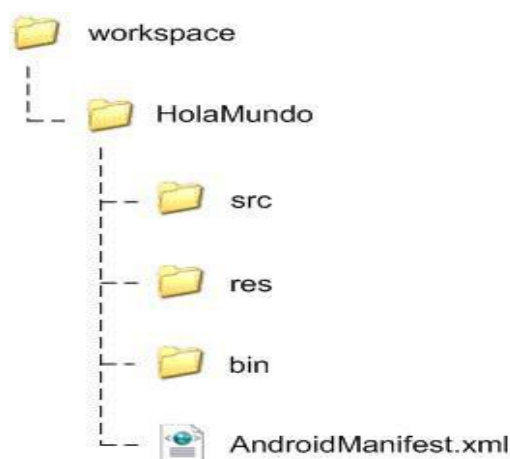 workspace
HolaMundo
src
res
bin
AndroidManifest.xml